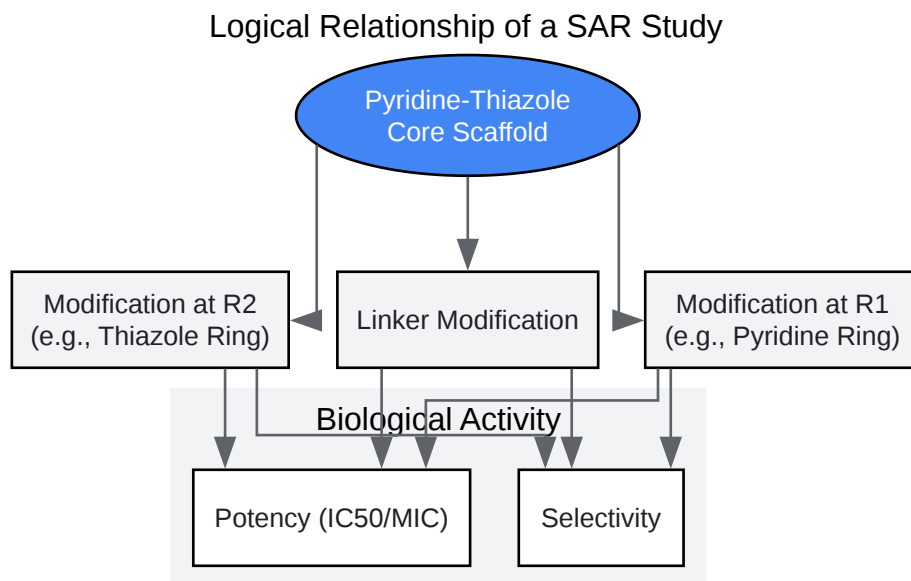 Logical Relationship of a SAR Study
Pyridine-Thiazole
Core Scaffold
Modification at R2
(e.g., Thiazole Ring)
Linker Modification
Modification at R1
(e.g., Pyridine Ring)
Biological Activity
Potency (IC50/MIC)
Selectivity